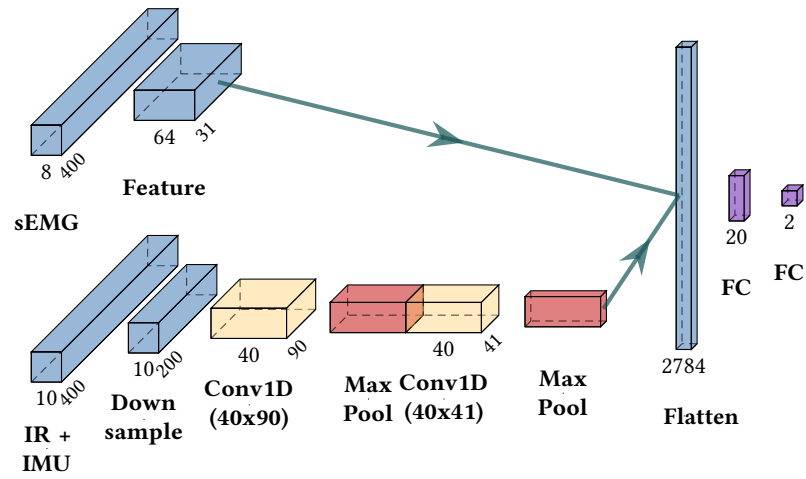 8 400
64 31
Feature
sEMG
10 400
10 200
40 90
40 41
Conv1D
(40x90)
Max Conv1D
Pool (40x41)
Max
Pool
Down
sample
IR +
IMU
2784
Flatten
20
FC
2
FC